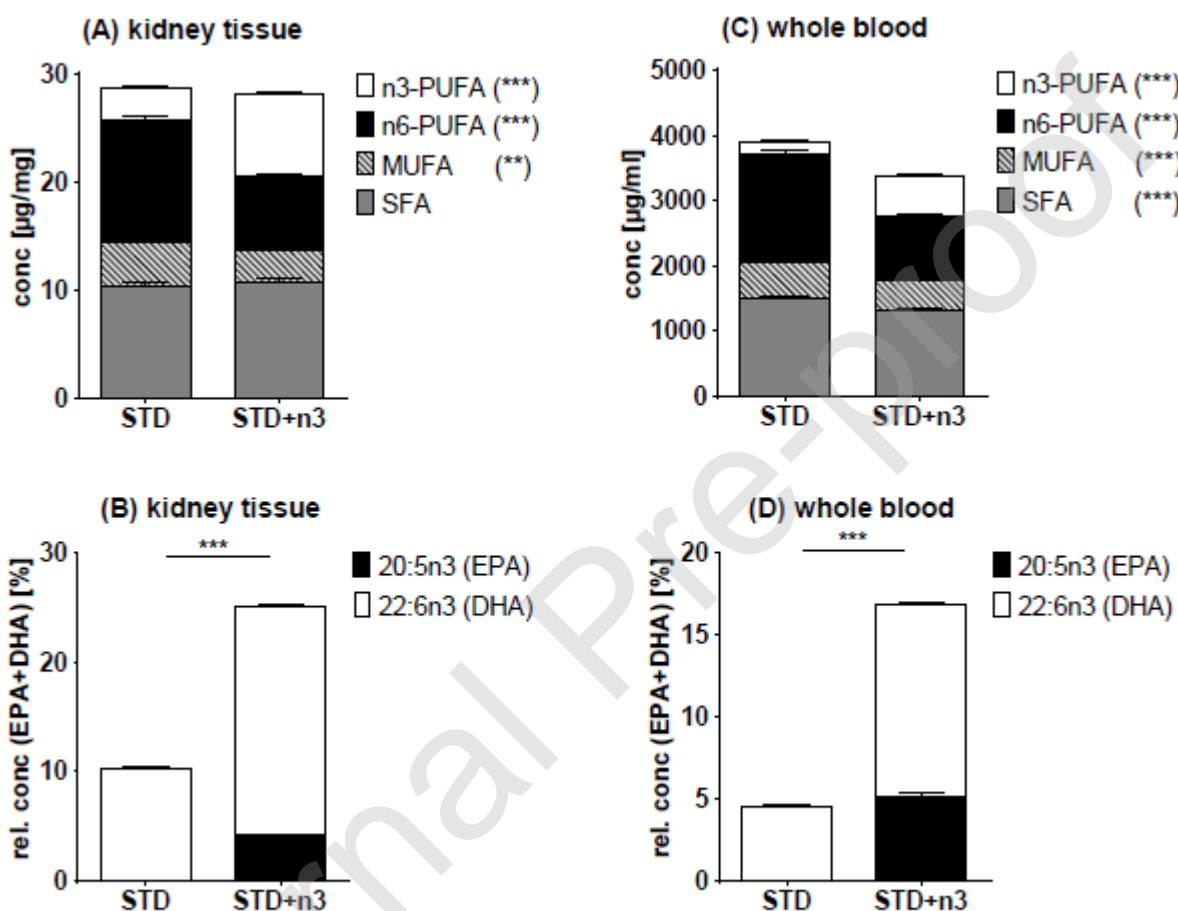 (A) kidney tissue
30
20
10
0
conc [µg/mg]
STD STD+n3
n3-PUFA (***)
n6-PUFA (***)
MUFA (**)
SFA
(C) whole blood
5000
4000
3000
2000
1000
0
conc [µg/ml]
STD STD+n3
n3-PUFA (***)
n6-PUFA (***)
MUFA (***)
SFA (***)
(B) kidney tissue
30
20
10
0
rel. conc (EPA+DHA) [%]
***
STD STD+n3
20:5n3 (EPA)
22:6n3 (DHA)
(D) whole blood
20
15
10
5
0
rel. conc (EPA+DHA) [%]
***
STD STD+n3
20:5n3 (EPA)
22:6n3 (DHA)
rnal Pre-proof